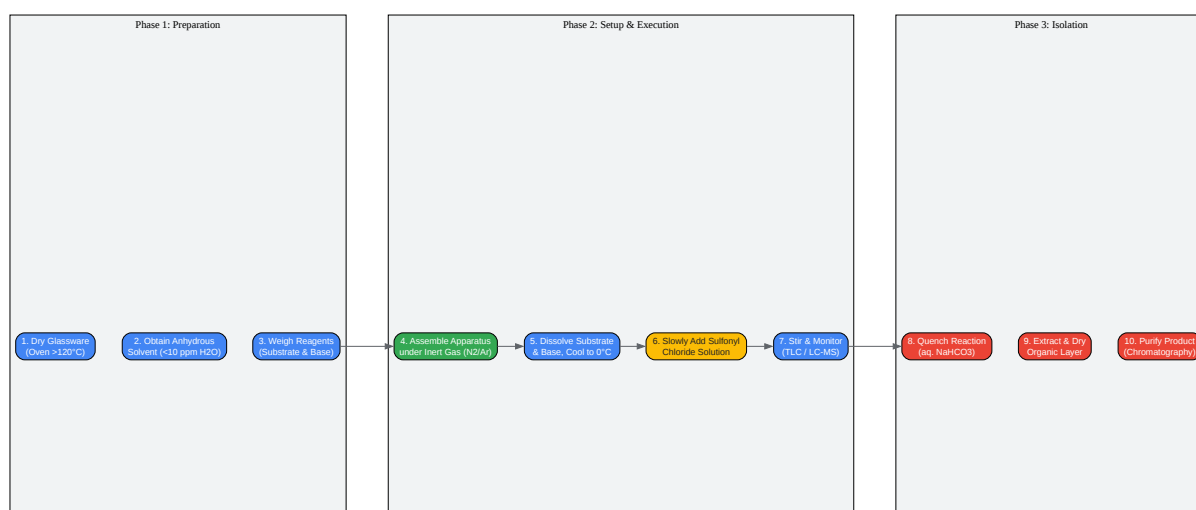 Phase 1: Preparation
1. Dry Glassware
(Oven >120°C)
2. Obtain Anhydrous
Solvent (<10 ppm H2O)
3. Weigh Reagents
(Substrate & Base)
Phase 2: Setup & Execution
4. Assemble Apparatus
under Inert Gas (N2/Ar)
5. Dissolve Substrate
& Base, Cool to 0°C
6. Slowly Add Sulfonyl
Chloride Solution
7. Stir & Monitor
(TLC / LC-MS)
Phase 3: Isolation
8. Quench Reaction
(aq. NaHCO3)
9. Extract & Dry
Organic Layer
10. Purify Product
(Chromatography)